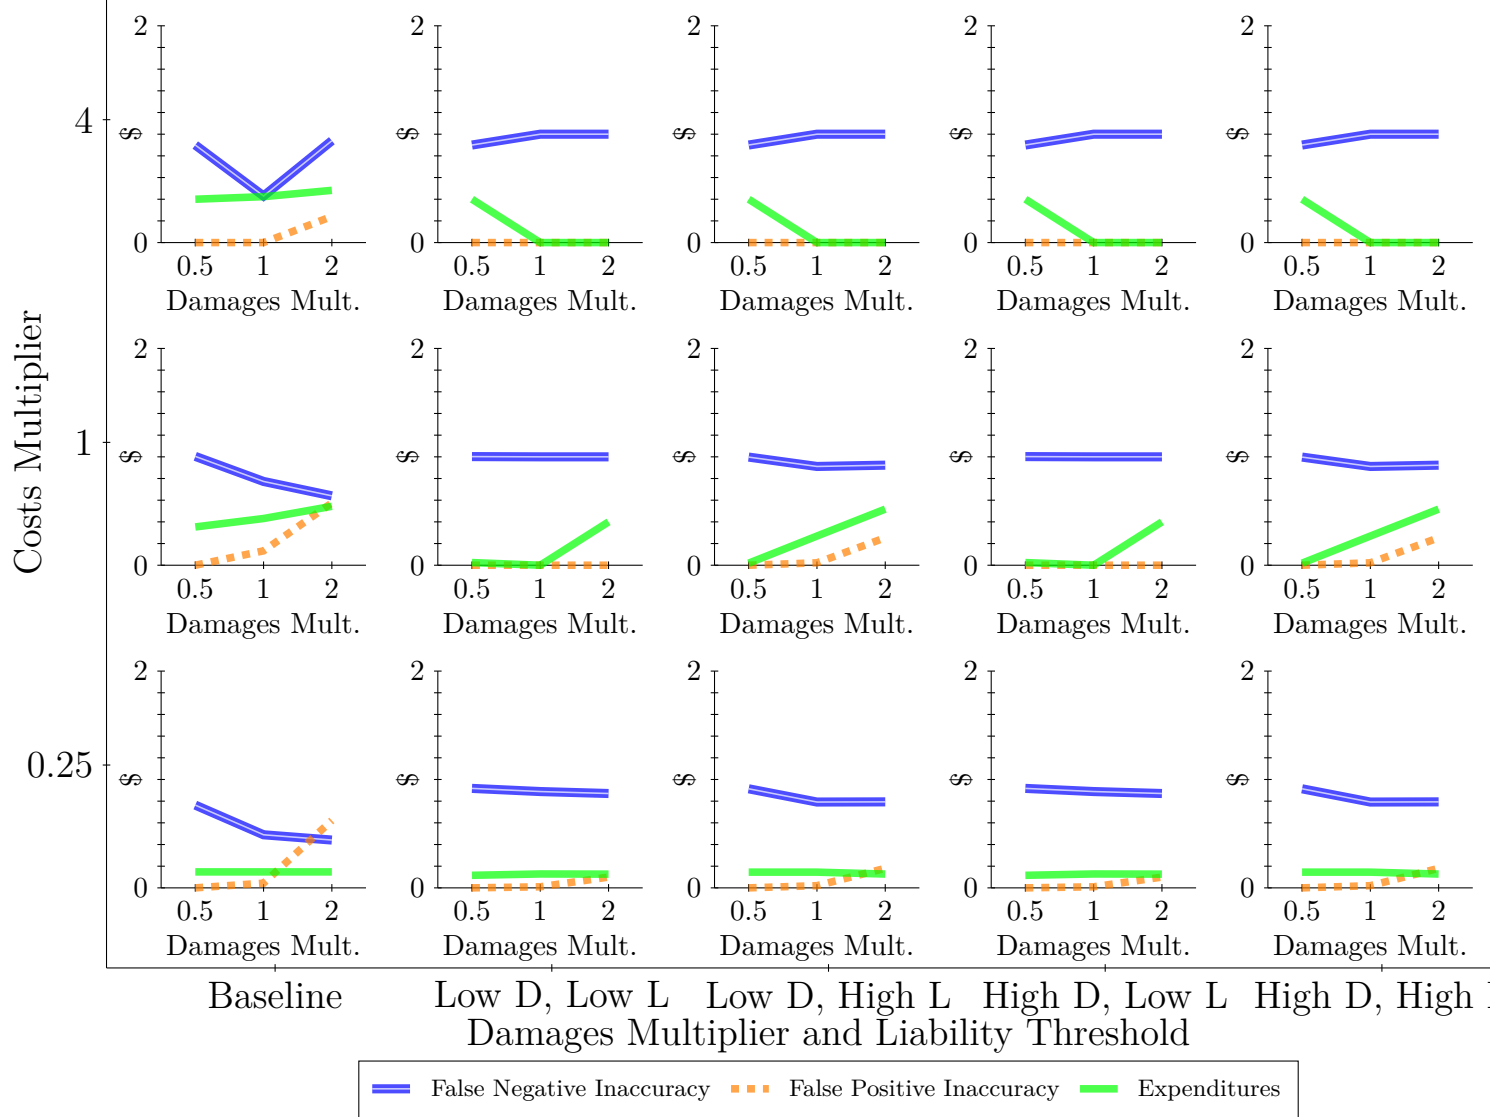 2 2 2 2 2
4
$ $ $ $ $
0 0 0 0 0
0.5 1 2 0.5 1 2 0.5 1 2 0.5 1 2 0.5 1 2
Damages Mult. Damages Mult. Damages Mult. Damages Mult. Damages Mult.
Costs Multiplier
2 2 2 2 2
1
$ $ $ $ $
0 0 0 0 0
0.5 1 2 0.5 1 2 0.5 1 2 0.5 1 2 0.5 1 2
Damages Mult. Damages Mult. Damages Mult. Damages Mult. Damages Mult.
2 2 2 2 2
0.25
$ $ $ $ $
0 0 0 0 0
0.5 1 2 0.5 1 2 0.5 1 2 0.5 1 2 0.5 1 2
Damages Mult. Damages Mult. Damages Mult. Damages Mult. Damages Mult.
Baseline Low D, Low L Low D, High L High D, Low L High D, High
Damages Multiplier and Liability Threshold
False Negative Inaccuracy False Positive Inaccuracy Expenditures